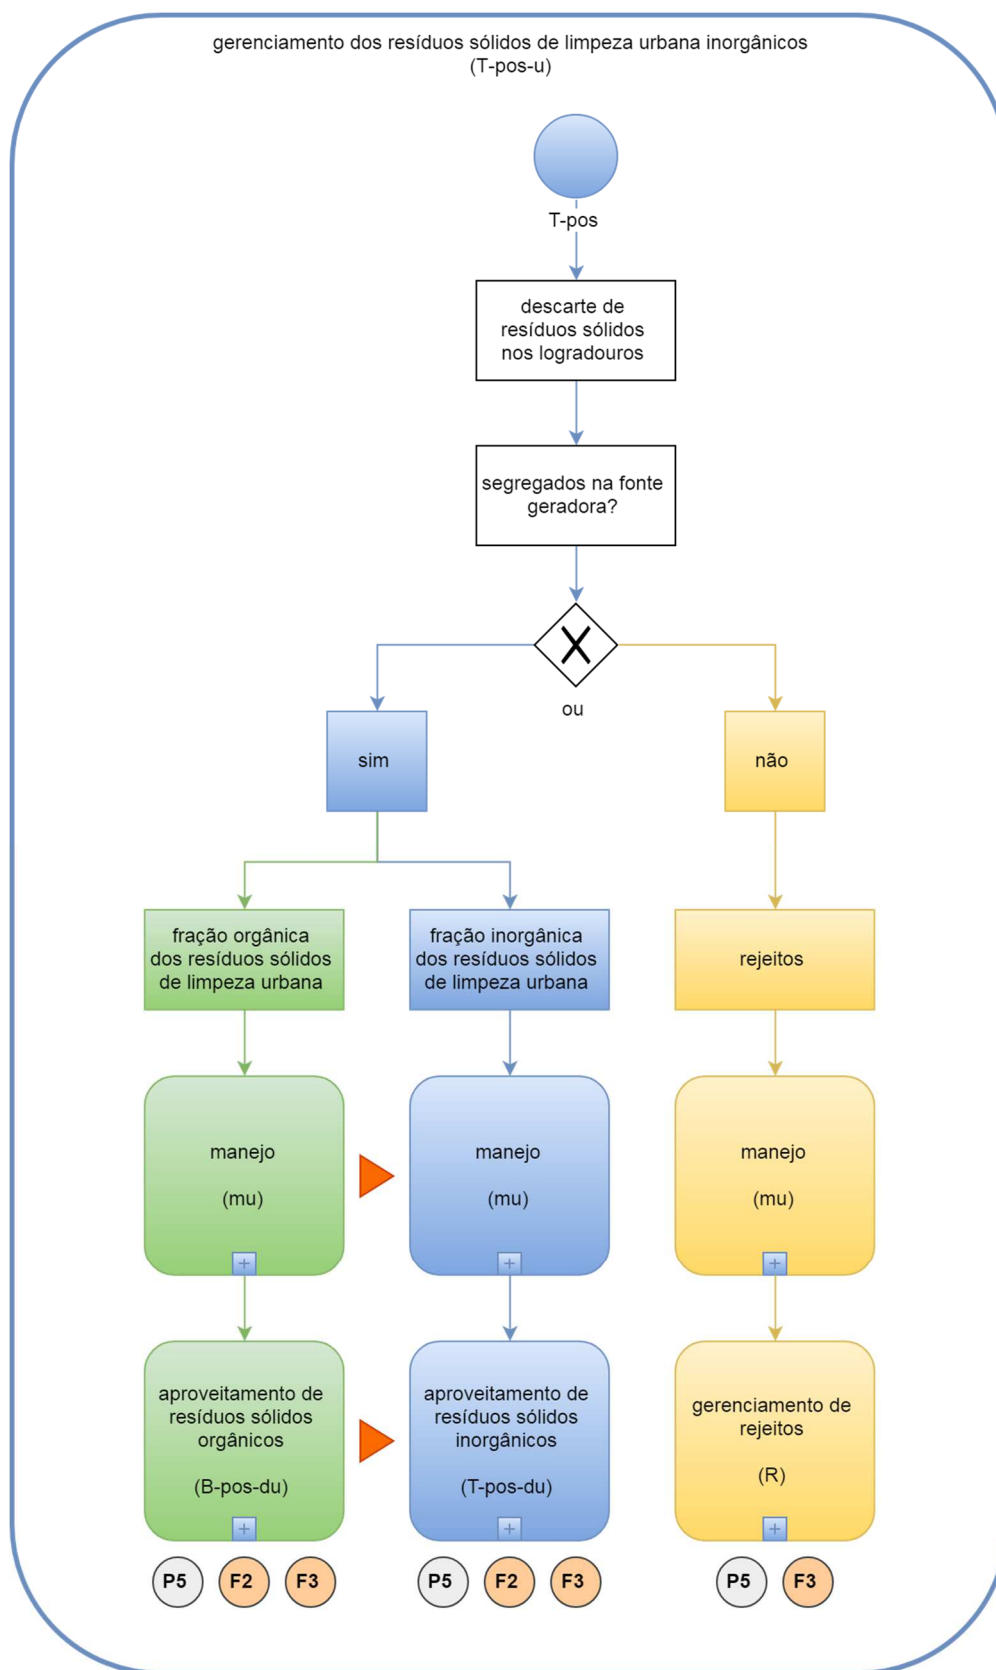 gerenciamento dos resíduos sólidos de limpeza urbana inorgânicos
(T-pos-u)
T-pos
descarte de
resíduos sólidos
nos logradouros
segregados na fonte
geradora?
X
ou
sim
não
fração orgânica
dos resíduos sólidos
de limpeza urbana
fração inorgânica
dos resíduos sólidos
de limpeza urbana
rejeitos
manejo
(mu)
+
manejo
(mu)
+
manejo
(mu)
+
aproveitamento de
resíduos sólidos
orgânicos
(B-pos-du)
+
aproveitamento de
resíduos sólidos
inorgânicos
(T-pos-du)
+
gerenciamento de
rejeitos
(R)
+
P5 F2 F3
P5 F2 F3
P5 F3